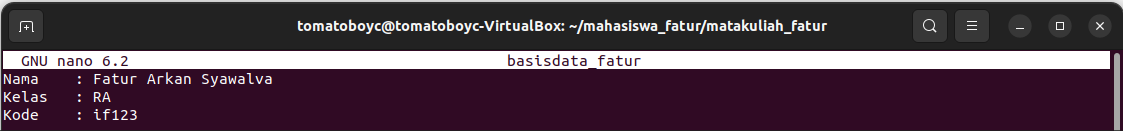 tomatoboyc@tomatoboyc-VirtualBox: ~/mahasiswa_fatur/matakuliah_fatur
GNU nano 6.2 basisdata_fatur
Nama : Fatur Arkan Syawalva
Kelas : RA
Kode : if123